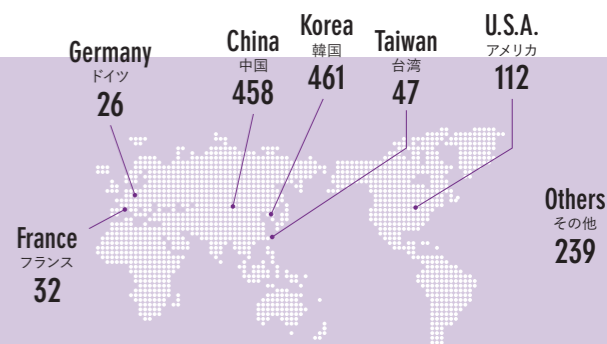 Germany
ドイツ
26
China
中国
458
Korea
韓国
461
Taiwan
台湾
47
U.S.A.
アメリカ
112
France
フランス
32
Others
その他
239